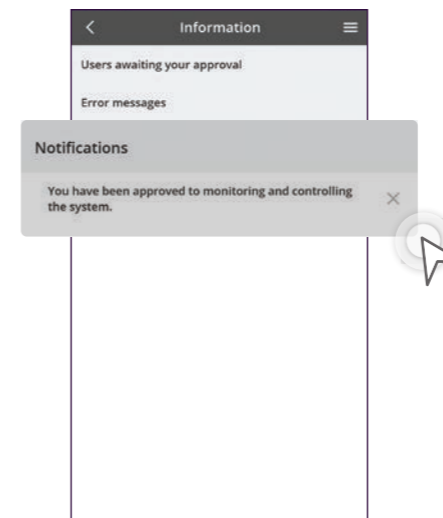 Information
Users awaiting your approval
Error messages
Notifications
You have been approved to monitoring and controlling
the system.